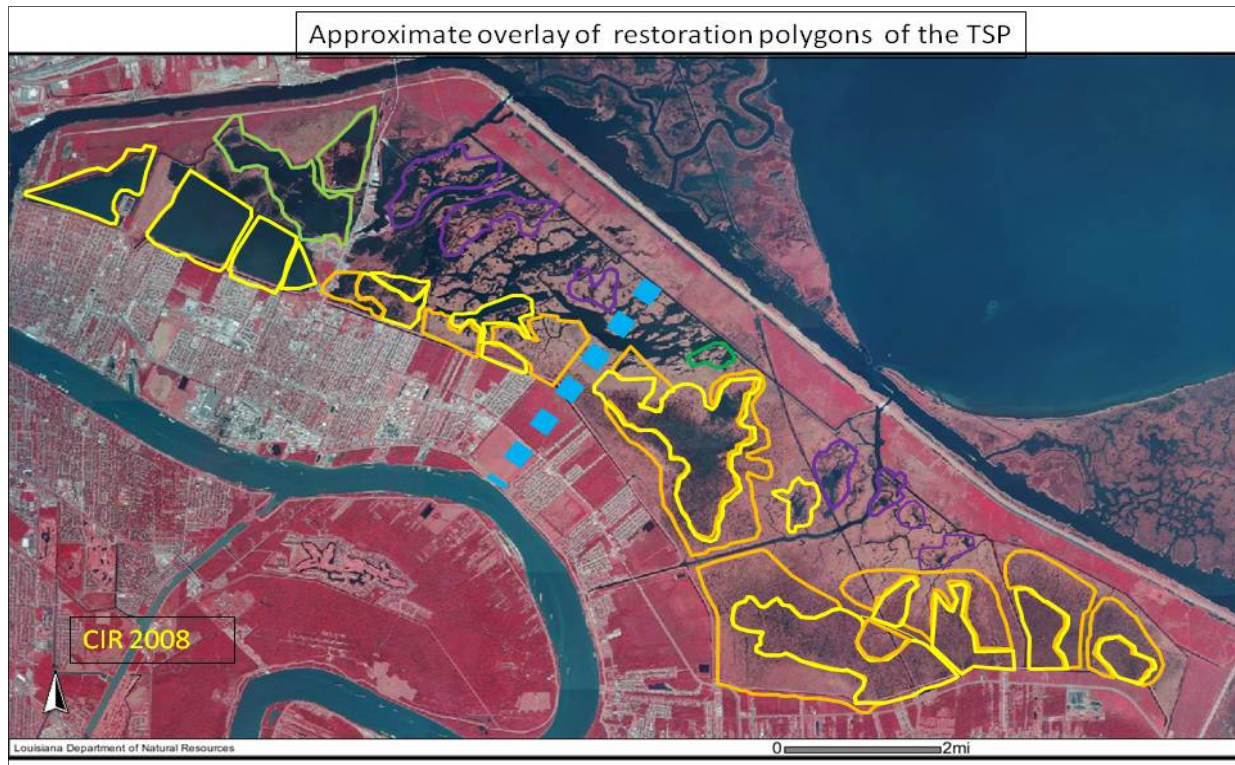 Approximate overlay of restoration polygons of the TSP
CIR 2008
Louisiana Department of Natural Resources
0 2mi